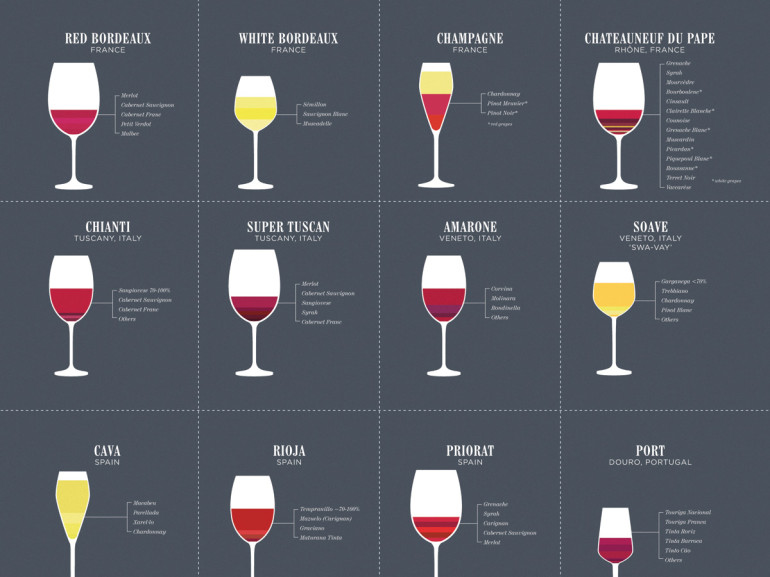 RED BORDEAUX
FRANCE
Merlot
Cabernet Sauvignon
Cabernet Franc
Petit Verdot
Malbec
WHITE BORDEAUX
FRANCE
Sémillon
Sauvignon Blanc
Muscadelle
CHAMPAGNE
FRANCE
Chardonnay
Pinot Meunier*
Pinot Noir*
* red grapes
CHATEAUNEUF DU PAPE
RHÔNE, FRANCE
Grenache
Syrah
Mourvèdre
Bourboulenc*
Cinsault
Clairette Blanche*
Counoise
Grenache Blanc*
Muscardin
Picardan*
Piquepoul Blanc*
Roussanne*
Terret Noir
Vaccarèse
* white grapes
CHIANTI
TUSCANY, ITALY
Sangiovese 70-100%
Cabernet Sauvignon
Cabernet Franc
Others
SUPER TUSCAN
TUSCANY, ITALY
Merlot
Cabernet Sauvignon
Sangiovese
Syrah
Cabernet Franc
AMARONE
VENETO, ITALY
Corvina
Molinara
Rondinella
Others
SOAVE
VENETO, ITALY
'SWA-VAY'
Garganega <70%
Trebbiano
Chardonnay
Pinot Blanc
Others
CAVA
SPAIN
Macabeu
Parellada
Xarel-lo
Chardonnay
RIOJA
SPAIN
Tempranillo ~70-100%
Mazuelo (Carignan)
Graciano
Maturana Tinta
PRIORAT
SPAIN
Grenache
Syrah
Carignan
Cabernet Sauvignon
Merlot
PORT
DOURO, PORTUGAL
Touriga Nacional
Touriga Franca
Tinta Roriz
Tinta Barroca
Tinto Cão
Others